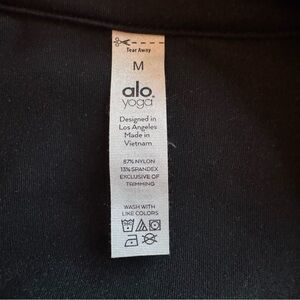 Tear Away
M
alo
yoga
Designed in
Los Angeles
Made in
Vietnam
87% NYLON
13% SPANDEX
EXCLUSIVE OF
TRIMMING
WASH WITH
LIKE COLORS